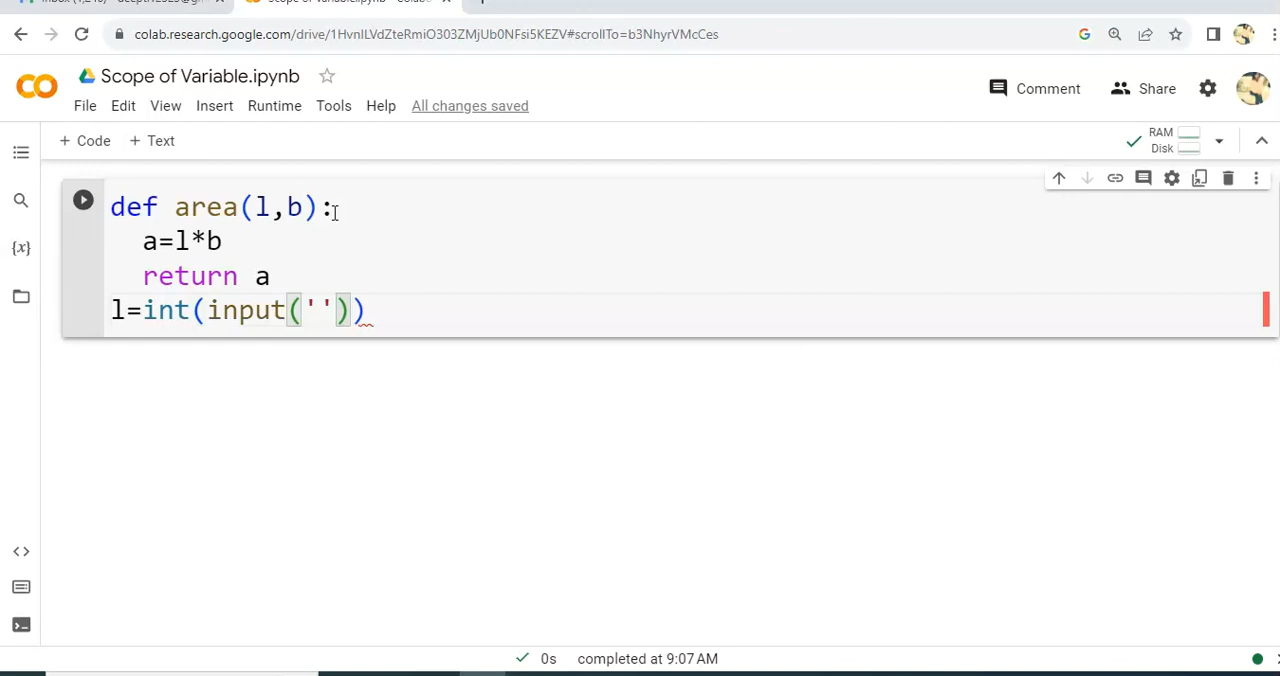 colab.research.google.com/drive/1HvnILVdZteRmiO303ZMjUb0NFsi5KEZV#scrollTo=b3NhyrVMcCes
Scope of Variable.ipynb
Comment
Share
File Edit View Insert Runtime Tools Help All changes saved
+ Code + Text
RAM
Disk
def area(l,b):
a=l*b
return a
l=int(input(''))
{x}
0s completed at 9:07 AM